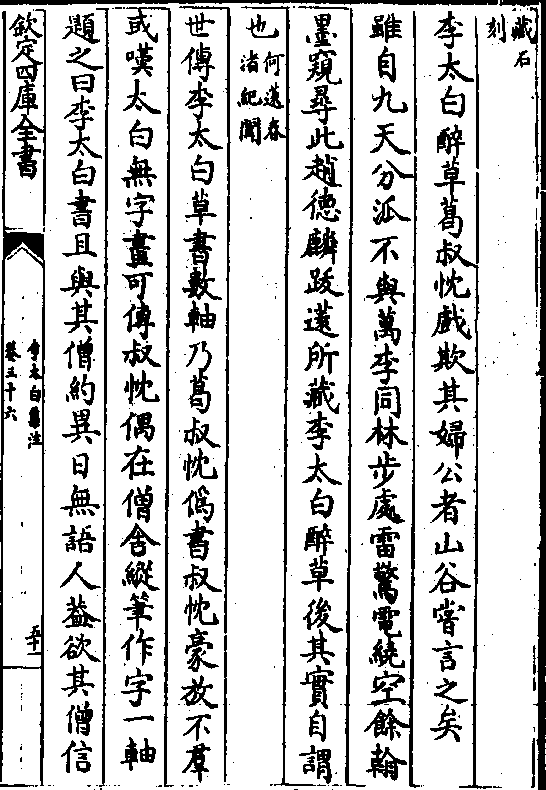 藏石
刻
李太白醉草葛叔忱戲欺其婦公者山谷嘗言之矣
雖自九天分派不與萬李同林步處雷驚電繞空餘翰
墨窺尋此趙德麟跋薳所藏李太白醉草後其實自謂
也何薳春
渚紀聞
世傳李太白草書數軸乃葛叔忱僞書叔忱豪放不羣
或嘆太白無字畫可傳叔忱偶在僧舍縱筆作字一軸
題之曰李太白書且與其僧約異日無語人蓋欲其僧信
欽定四庫全書
李太白集注
卷三十六